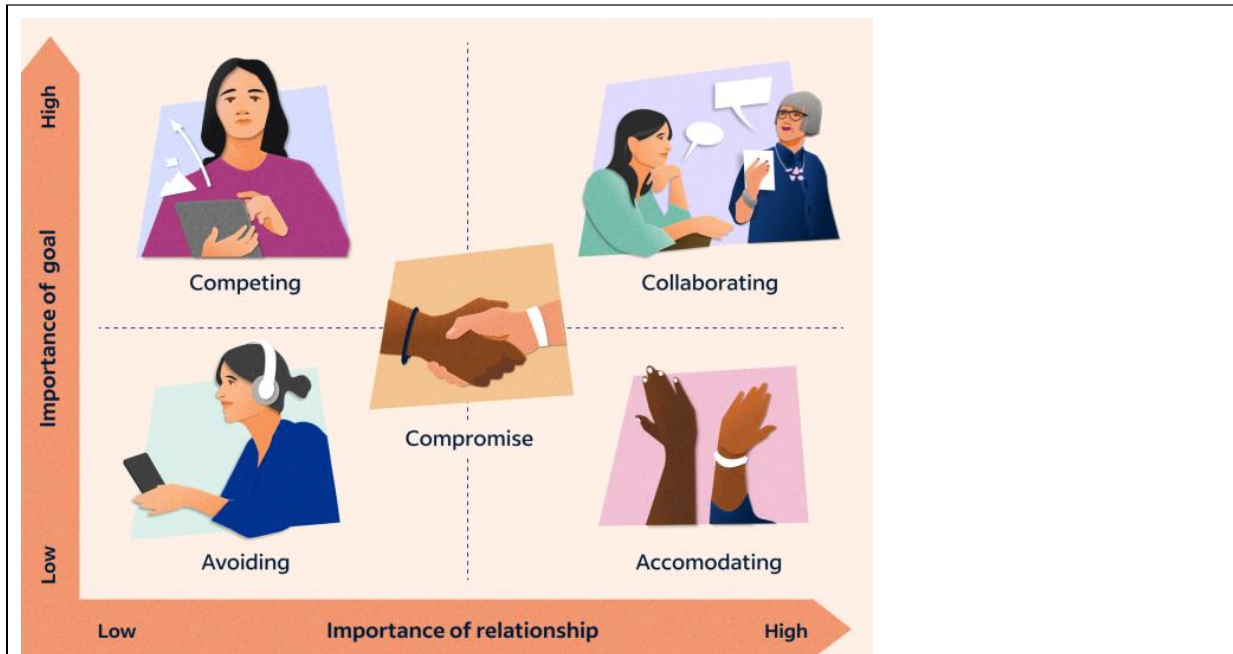 High
Importance of goal
Low
Competing
Collaborating
Compromise
Avoiding
Accomodating
Low
Importance of relationship
High